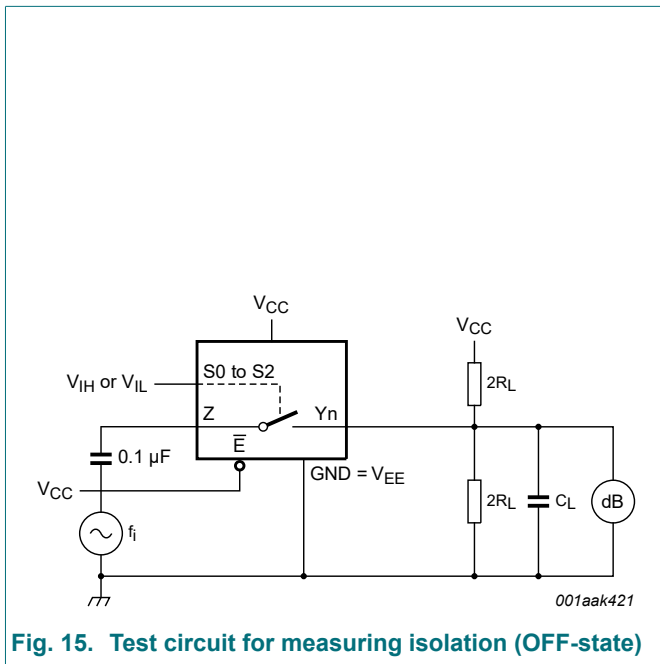 VCC
VCC
VIH or VIL
S0 to S2
2RL
Z
Yn
E̅
0.1 µF
GND = VEE
VCC
2RL
CL
dB
fi
001aak421
Fig. 15. Test circuit for measuring isolation (OFF-state)